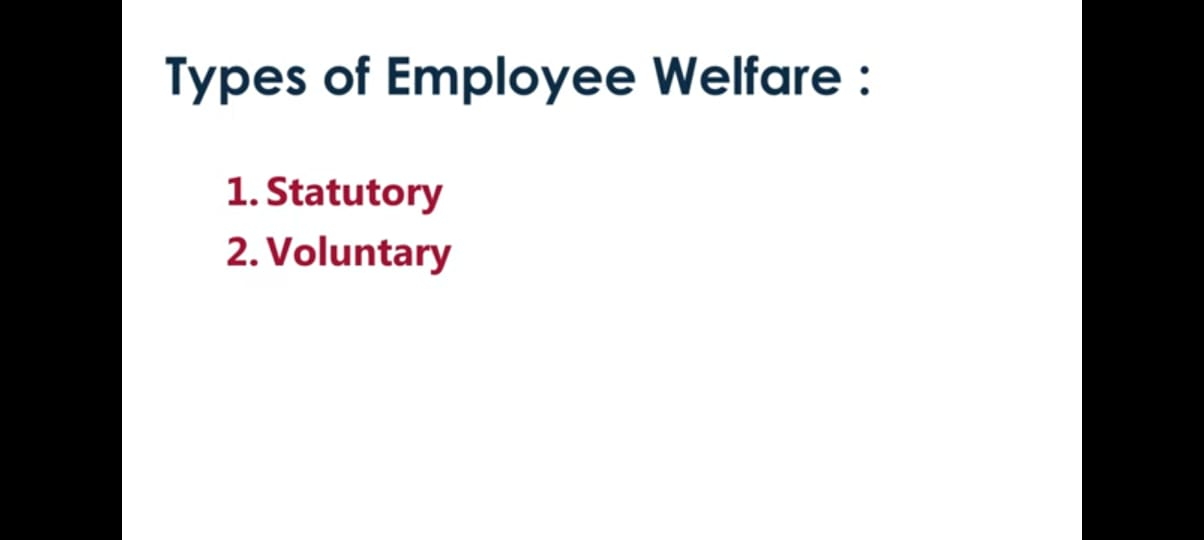 Types of Employee Welfare :
1. Statutory
2. Voluntary